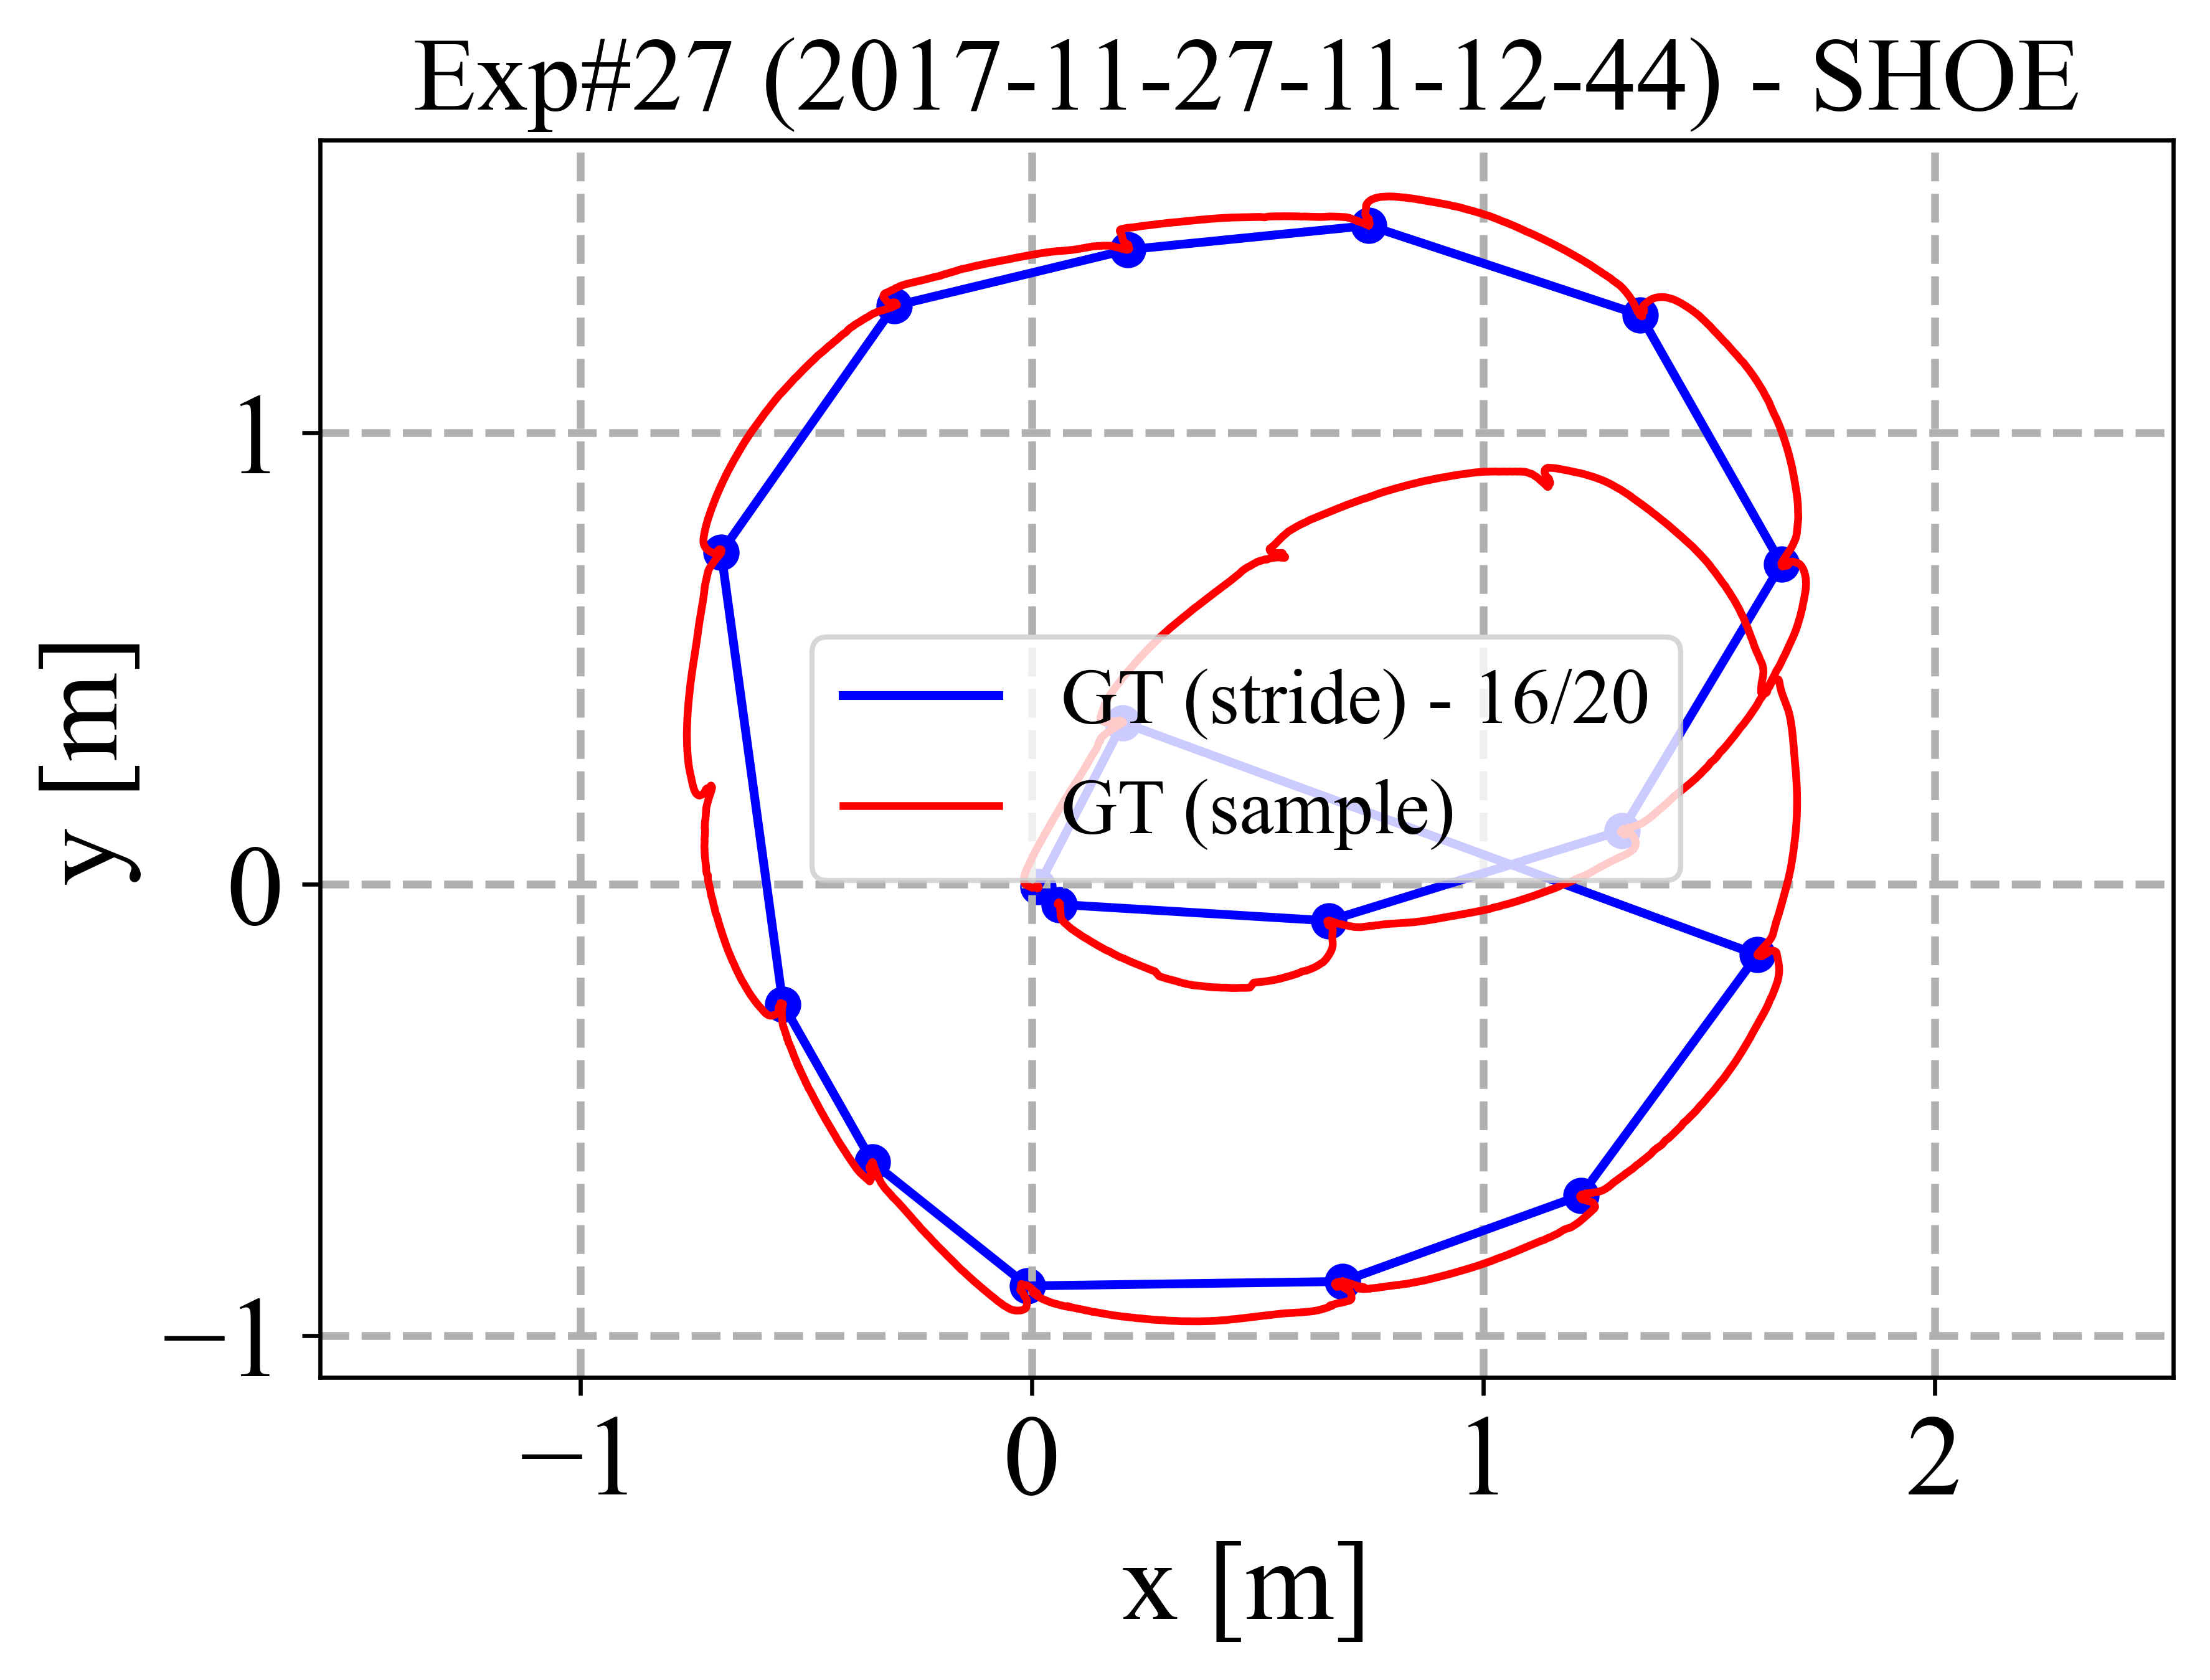 Exp#27 (2017-11-27-11-12-44) - SHOE
y [m]
1
0
−1
GT (stride) - 16/20
GT (sample)
−1 0 1 2
x [m]